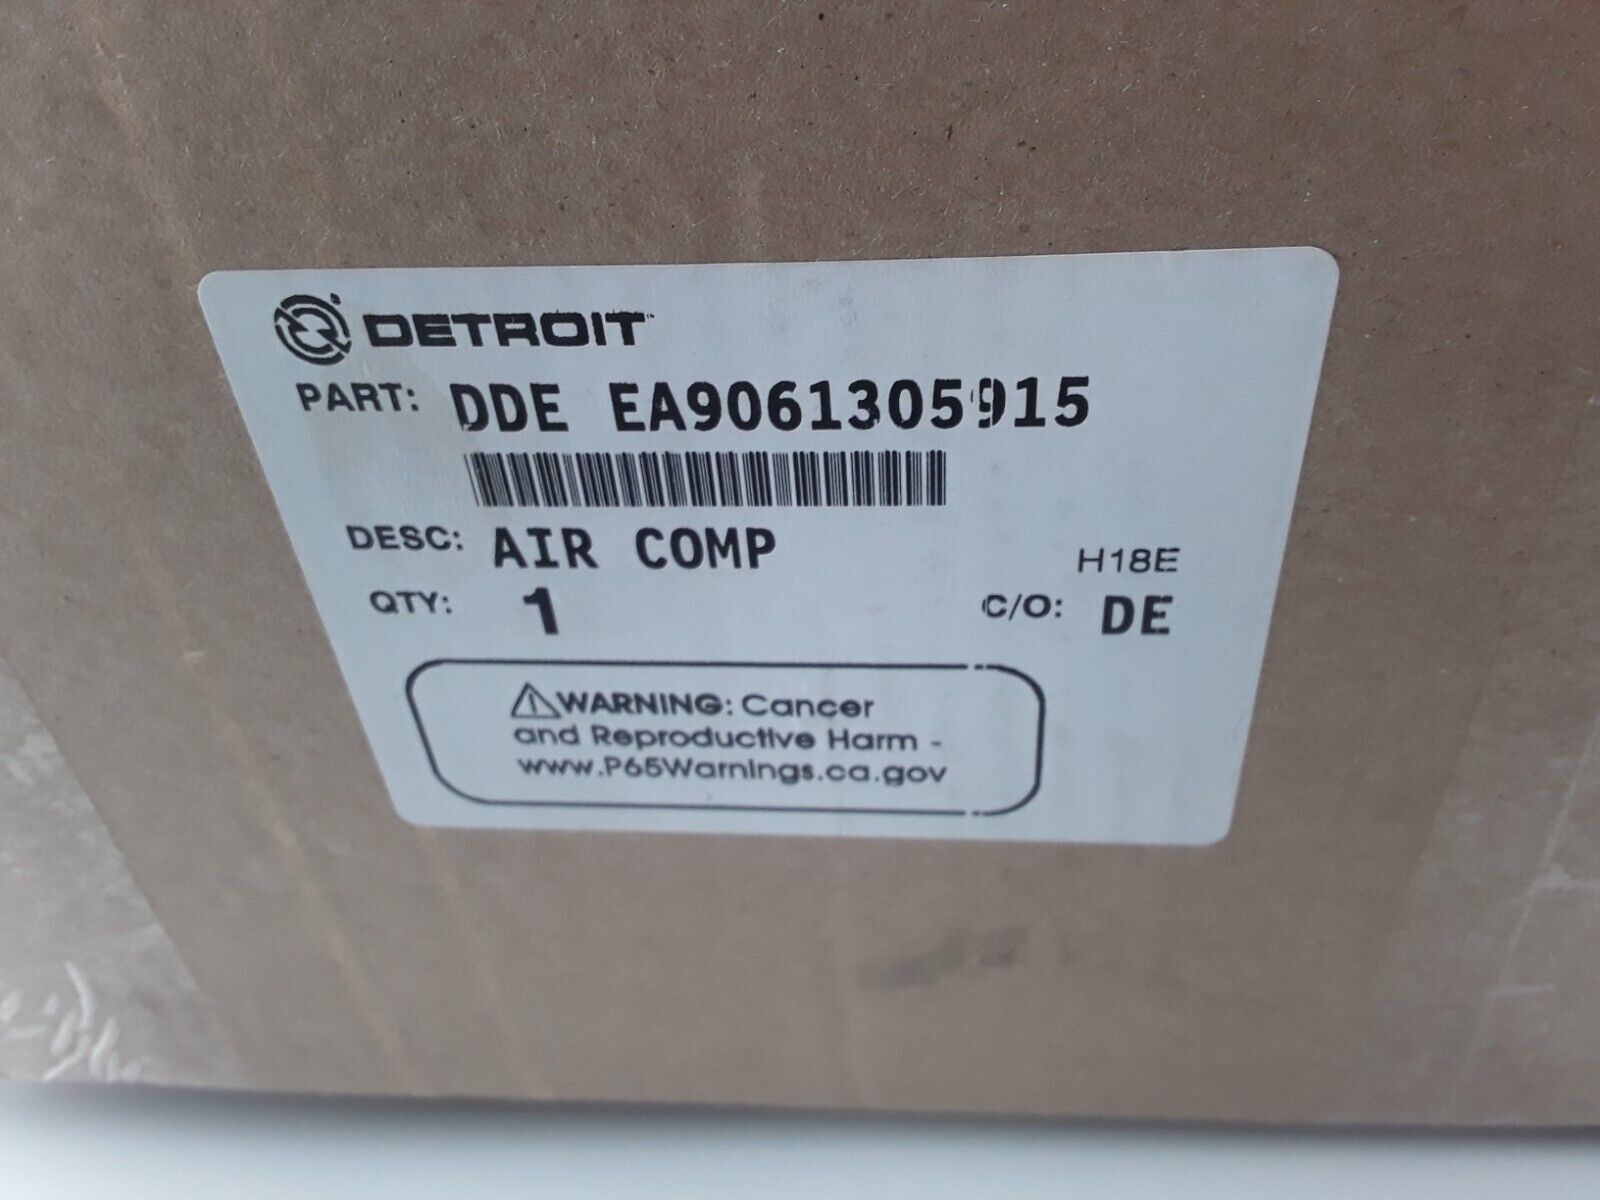 DETROIT™
PART: DDE EA9061305915
DESC: AIR COMP
H18E
QTY: 1
C/O: DE
⚠WARNING: Cancer
and Reproductive Harm -
www.P65Warnings.ca.gov